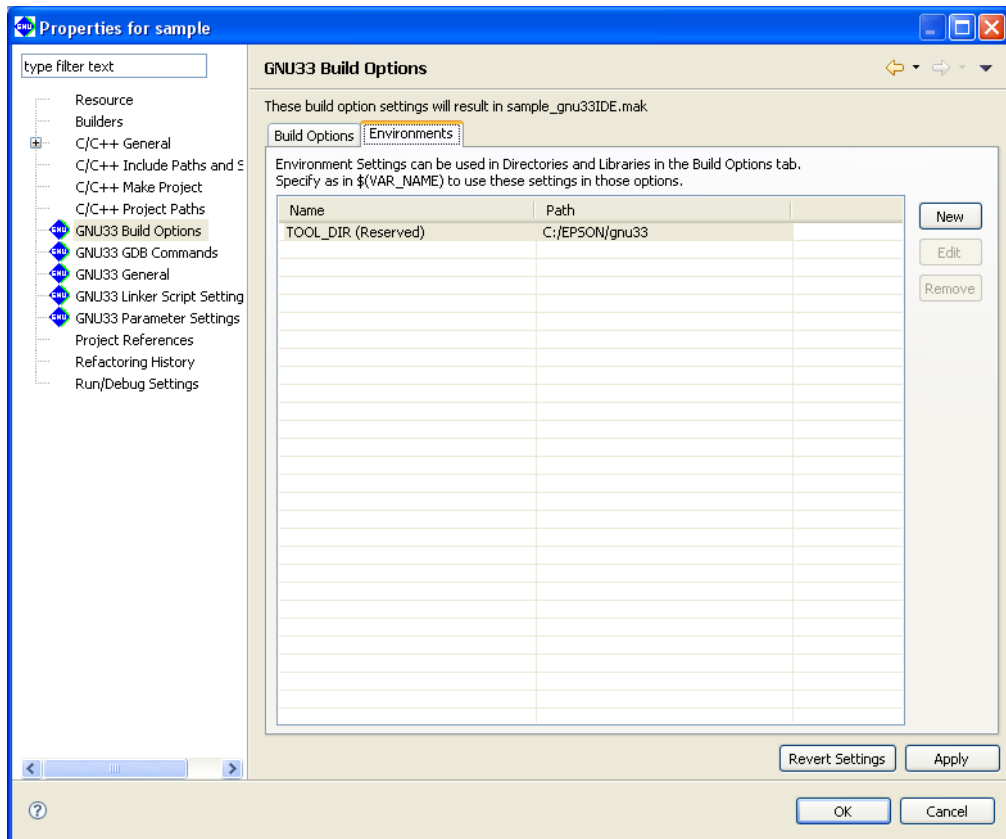 Properties for sample
type filter text
GNU33 Build Options
Resource
Builders
C/C++ General
C/C++ Include Paths and S
C/C++ Make Project
C/C++ Project Paths
GNU33 Build Options
GNU33 GDB Commands
GNU33 General
GNU33 Linker Script Setting
GNU33 Parameter Settings
Project References
Refactoring History
Run/Debug Settings
These build option settings will result in sample_gnu33IDE.mak
Build Options Environments
Environment Settings can be used in Directories and Libraries in the Build Options tab.
Specify as in $(VAR_NAME) to use these settings in those options.
Name Path
TOOL_DIR (Reserved) C:/EPSON/gnu33
New
Edit
Remove
Revert Settings Apply
OK Cancel